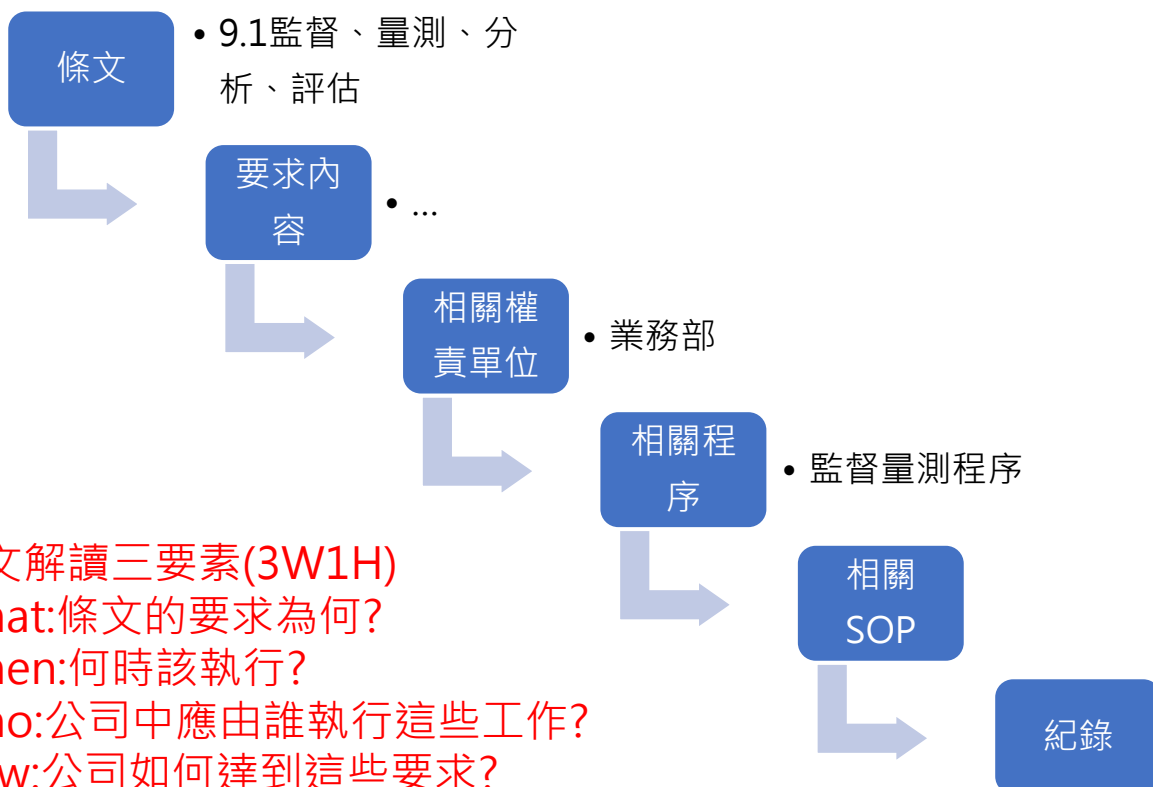 條文
• 9.1監督、量測、分
析、評估
要求內
容
• …
相關權
責單位
• 業務部
相關程
序
• 監督量測程序
相關
SOP
紀錄
文解讀三要素(3W1H)
hat:條文的要求為何?
hen:何時該執行?
ho:公司中應由誰執行這些工作?
w:公司如何達到這些要求?